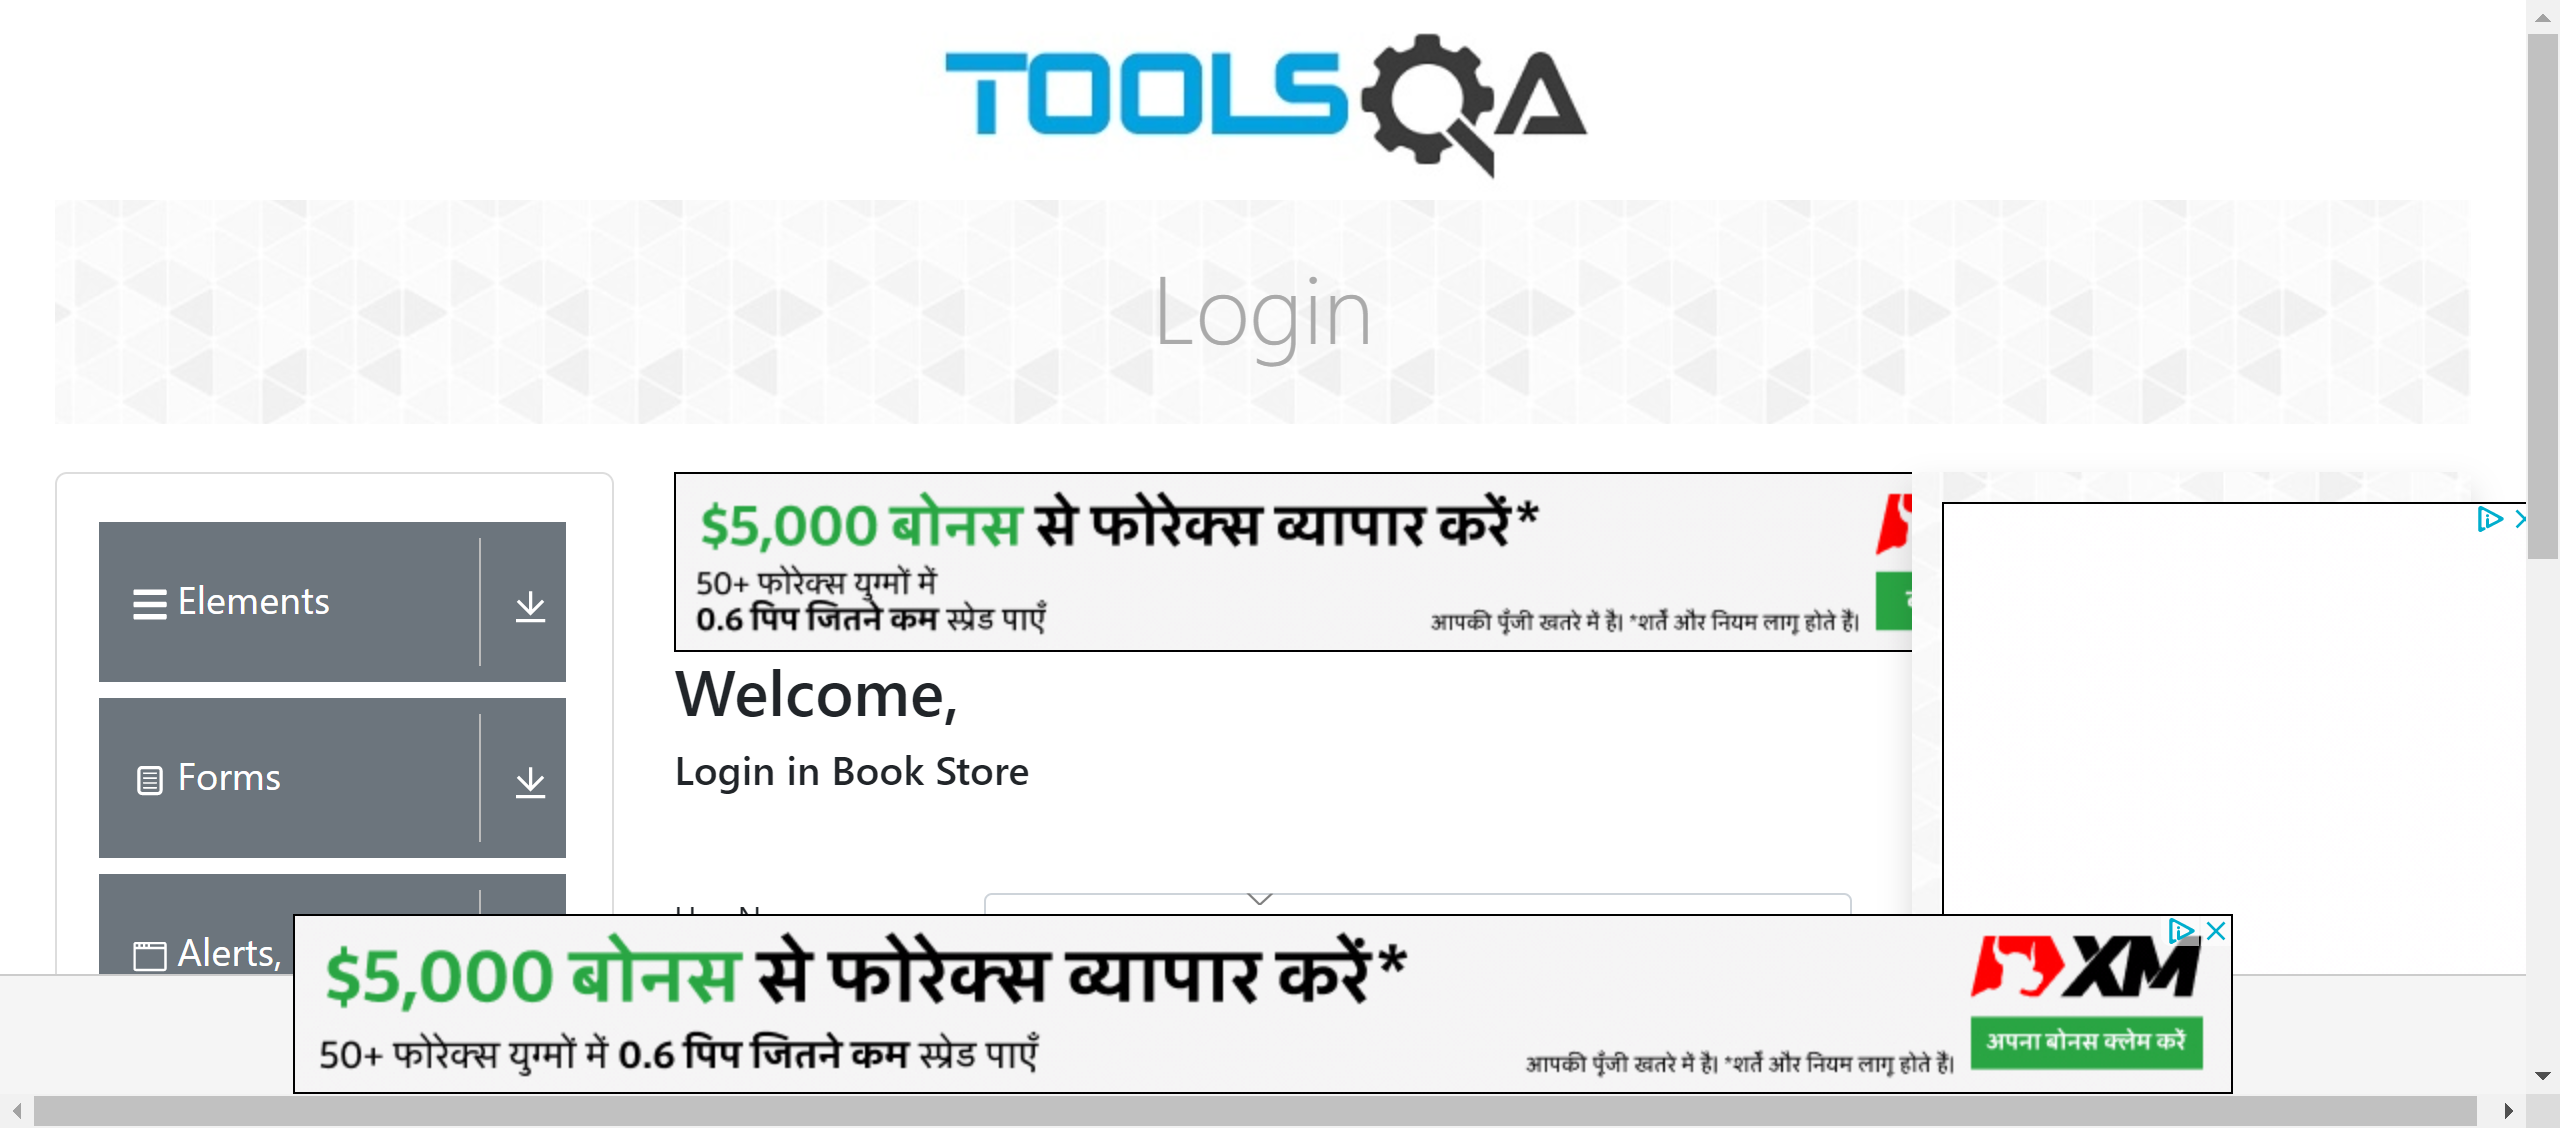 TOOLSQA
Login
Elements
Forms
Alerts,
$5,000 बोनस से फोरेक्स व्यापार करें*
50+ फोरेक्स युग्मों में
0.6 पिप जितने कम स्प्रेड पाएँ
आपकी पूँजी खतरे में है। *शर्तें और नियम लागू होते हैं।
Welcome,
Login in Book Store
$5,000 बोनस से फोरेक्स व्यापार करें*
50+ फोरेक्स युग्मों में 0.6 पिप जितने कम स्प्रेड पाएँ
आपकी पूँजी खतरे में है। *शर्तें और नियम लागू होते हैं।
XM
अपना बोनस क्लेम करें